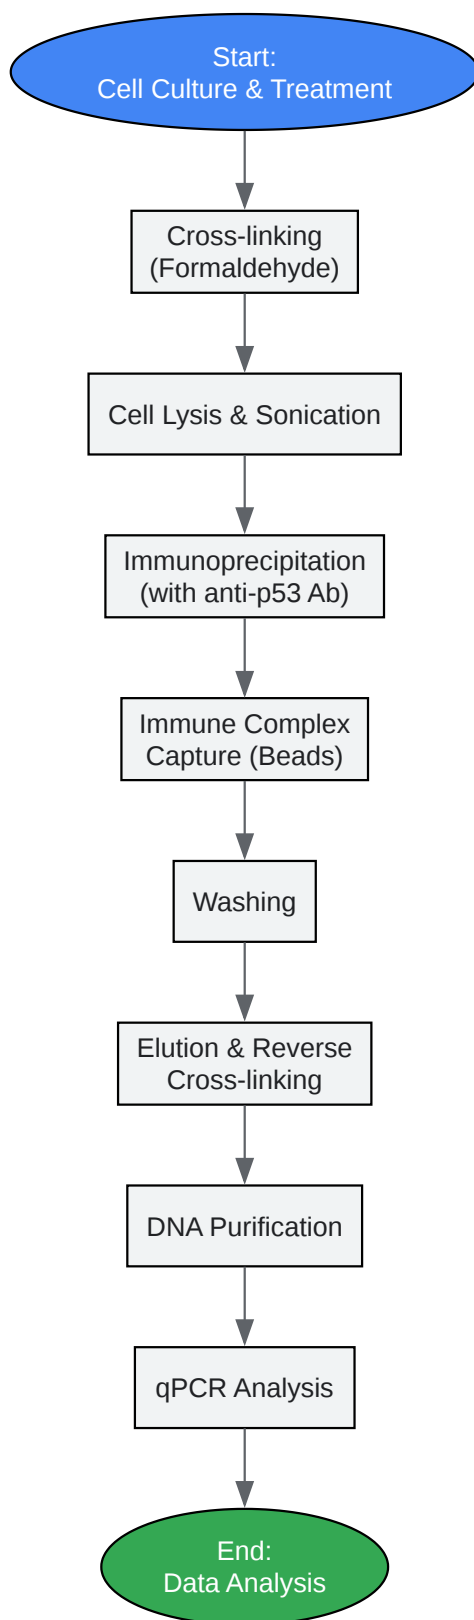 Start:
Cell Culture & Treatment
Cross-linking
(Formaldehyde)
Cell Lysis & Sonication
Immunoprecipitation
(with anti-p53 Ab)
Immune Complex
Capture (Beads)
Washing
Elution & Reverse
Cross-linking
DNA Purification
qPCR Analysis
End:
Data Analysis